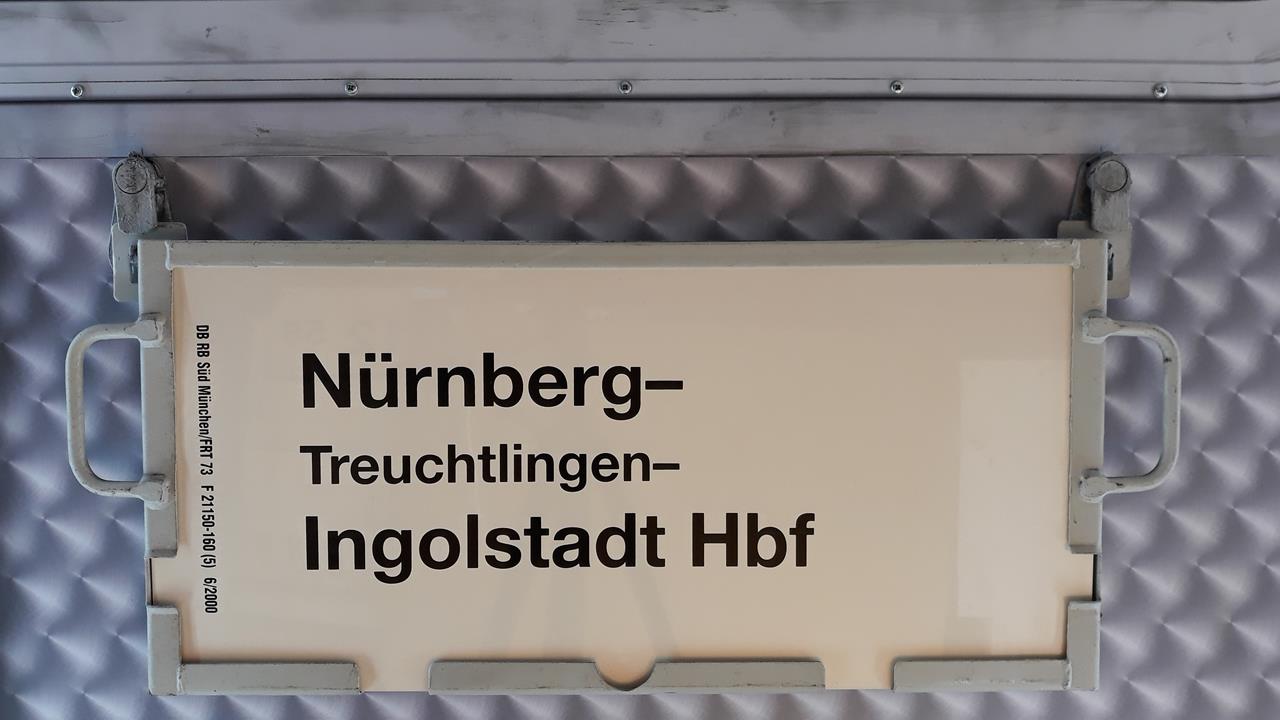 Nürnberg–
Treuchtlingen–
Ingolstadt Hbf
DB RB Süd München/FRT 73 F 21150-160 (5) 6/2000